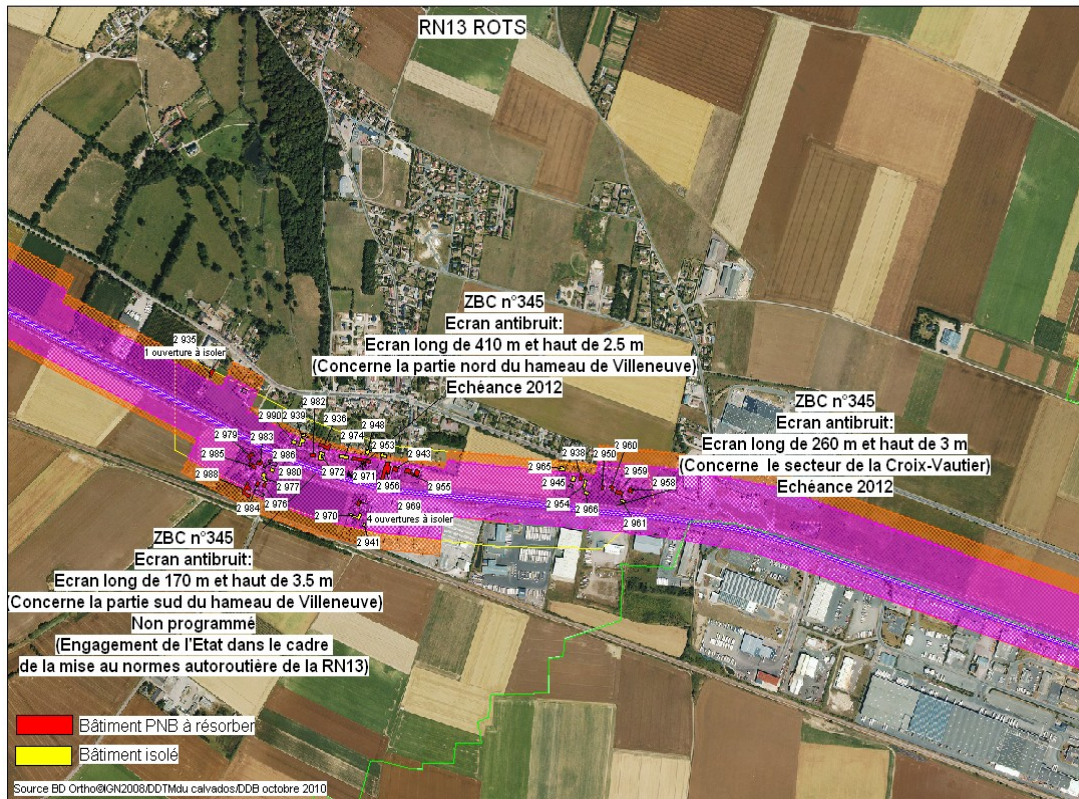 RN13 ROTS
ZBC n°345
Ecran antibruit:
Ecran long de 410 m et haut de 2.5 m
(Concerne la partie nord du hameau de Villeneuve)
Echéance 2012
2 935
1 ouverture à isoler
ZBC n°345
Ecran antibruit:
Ecran long de 260 m et haut de 3 m
(Concerne le secteur de la Croix-Vautier)
Echéance 2012
2 982
2 990
2 939
2 936
2 948
2 979
2 983
2 974
2 953
2 943
2 938
2 960
2 950
2 985
2 986
2 965
2 959
2 988
2 980
2 972
2 971
2 945
2 958
2 977
2 956
2 955
2 984
2 976
2 969
2 954
2 966
2 970
4 ouvertures à isoler
2 961
2 941
ZBC n°345
Ecran antibruit:
Ecran long de 170 m et haut de 3.5 m
(Concerne la partie sud du hameau de Villeneuve)
Non programmé
(Engagement de l'Etat dans le cadre
de la mise au normes autoroutière de la RN13)
Bâtiment PNB à résorber
Bâtiment isolé
Source BD Ortho®IGN2008/DDTMdu calvados/DDB octobre 2010